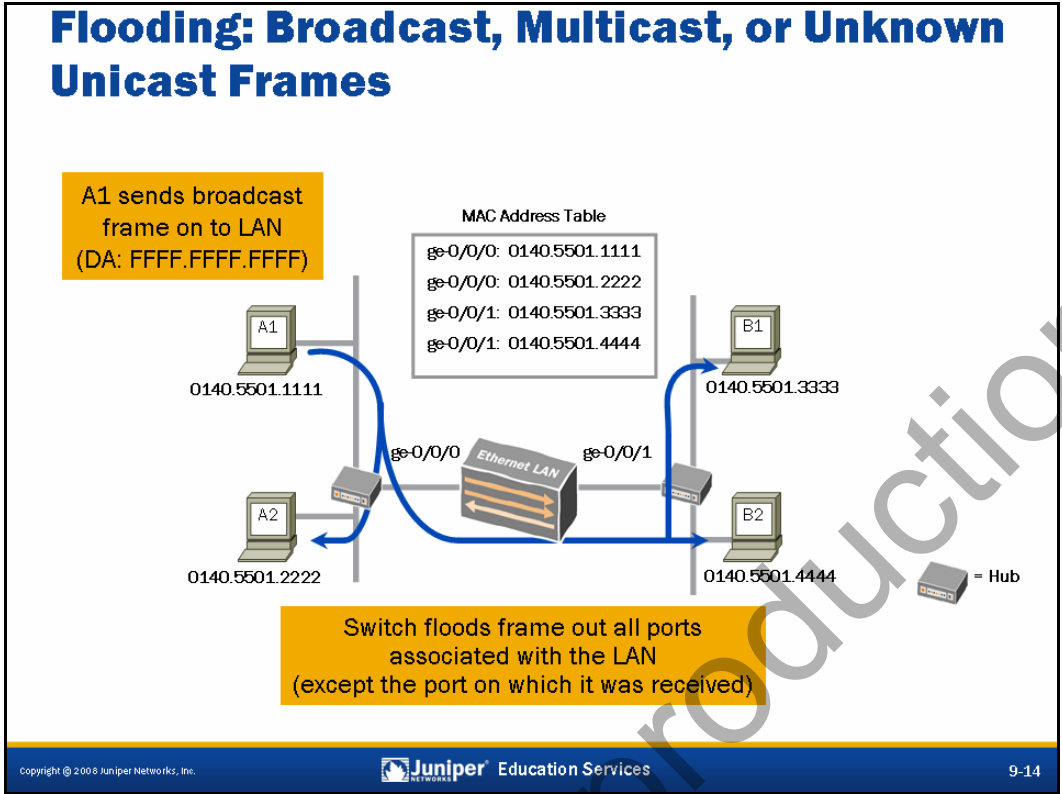 Flooding: Broadcast, Multicast, or Unknown
Unicast Frames
A1 sends broadcast
frame on to LAN
(DA: FFFF.FFFF.FFFF)
MAC Address Table
ge-0/0/0: 0140.5501.1111
ge-0/0/0: 0140.5501.2222
ge-0/0/1: 0140.5501.3333
ge-0/0/1: 0140.5501.4444
A1
0140.5501.1111
B1
0140.5501.3333
ge-0/0/0
Ethernet LAN
ge-0/0/1
A2
0140.5501.2222
B2
0140.5501.4444
= Hub
Switch floods frame out all ports
associated with the LAN
(except the port on which it was received)
Copyright © 2008 Juniper Networks, Inc.
Juniper
NETWORKS
Education Services
9-14
production